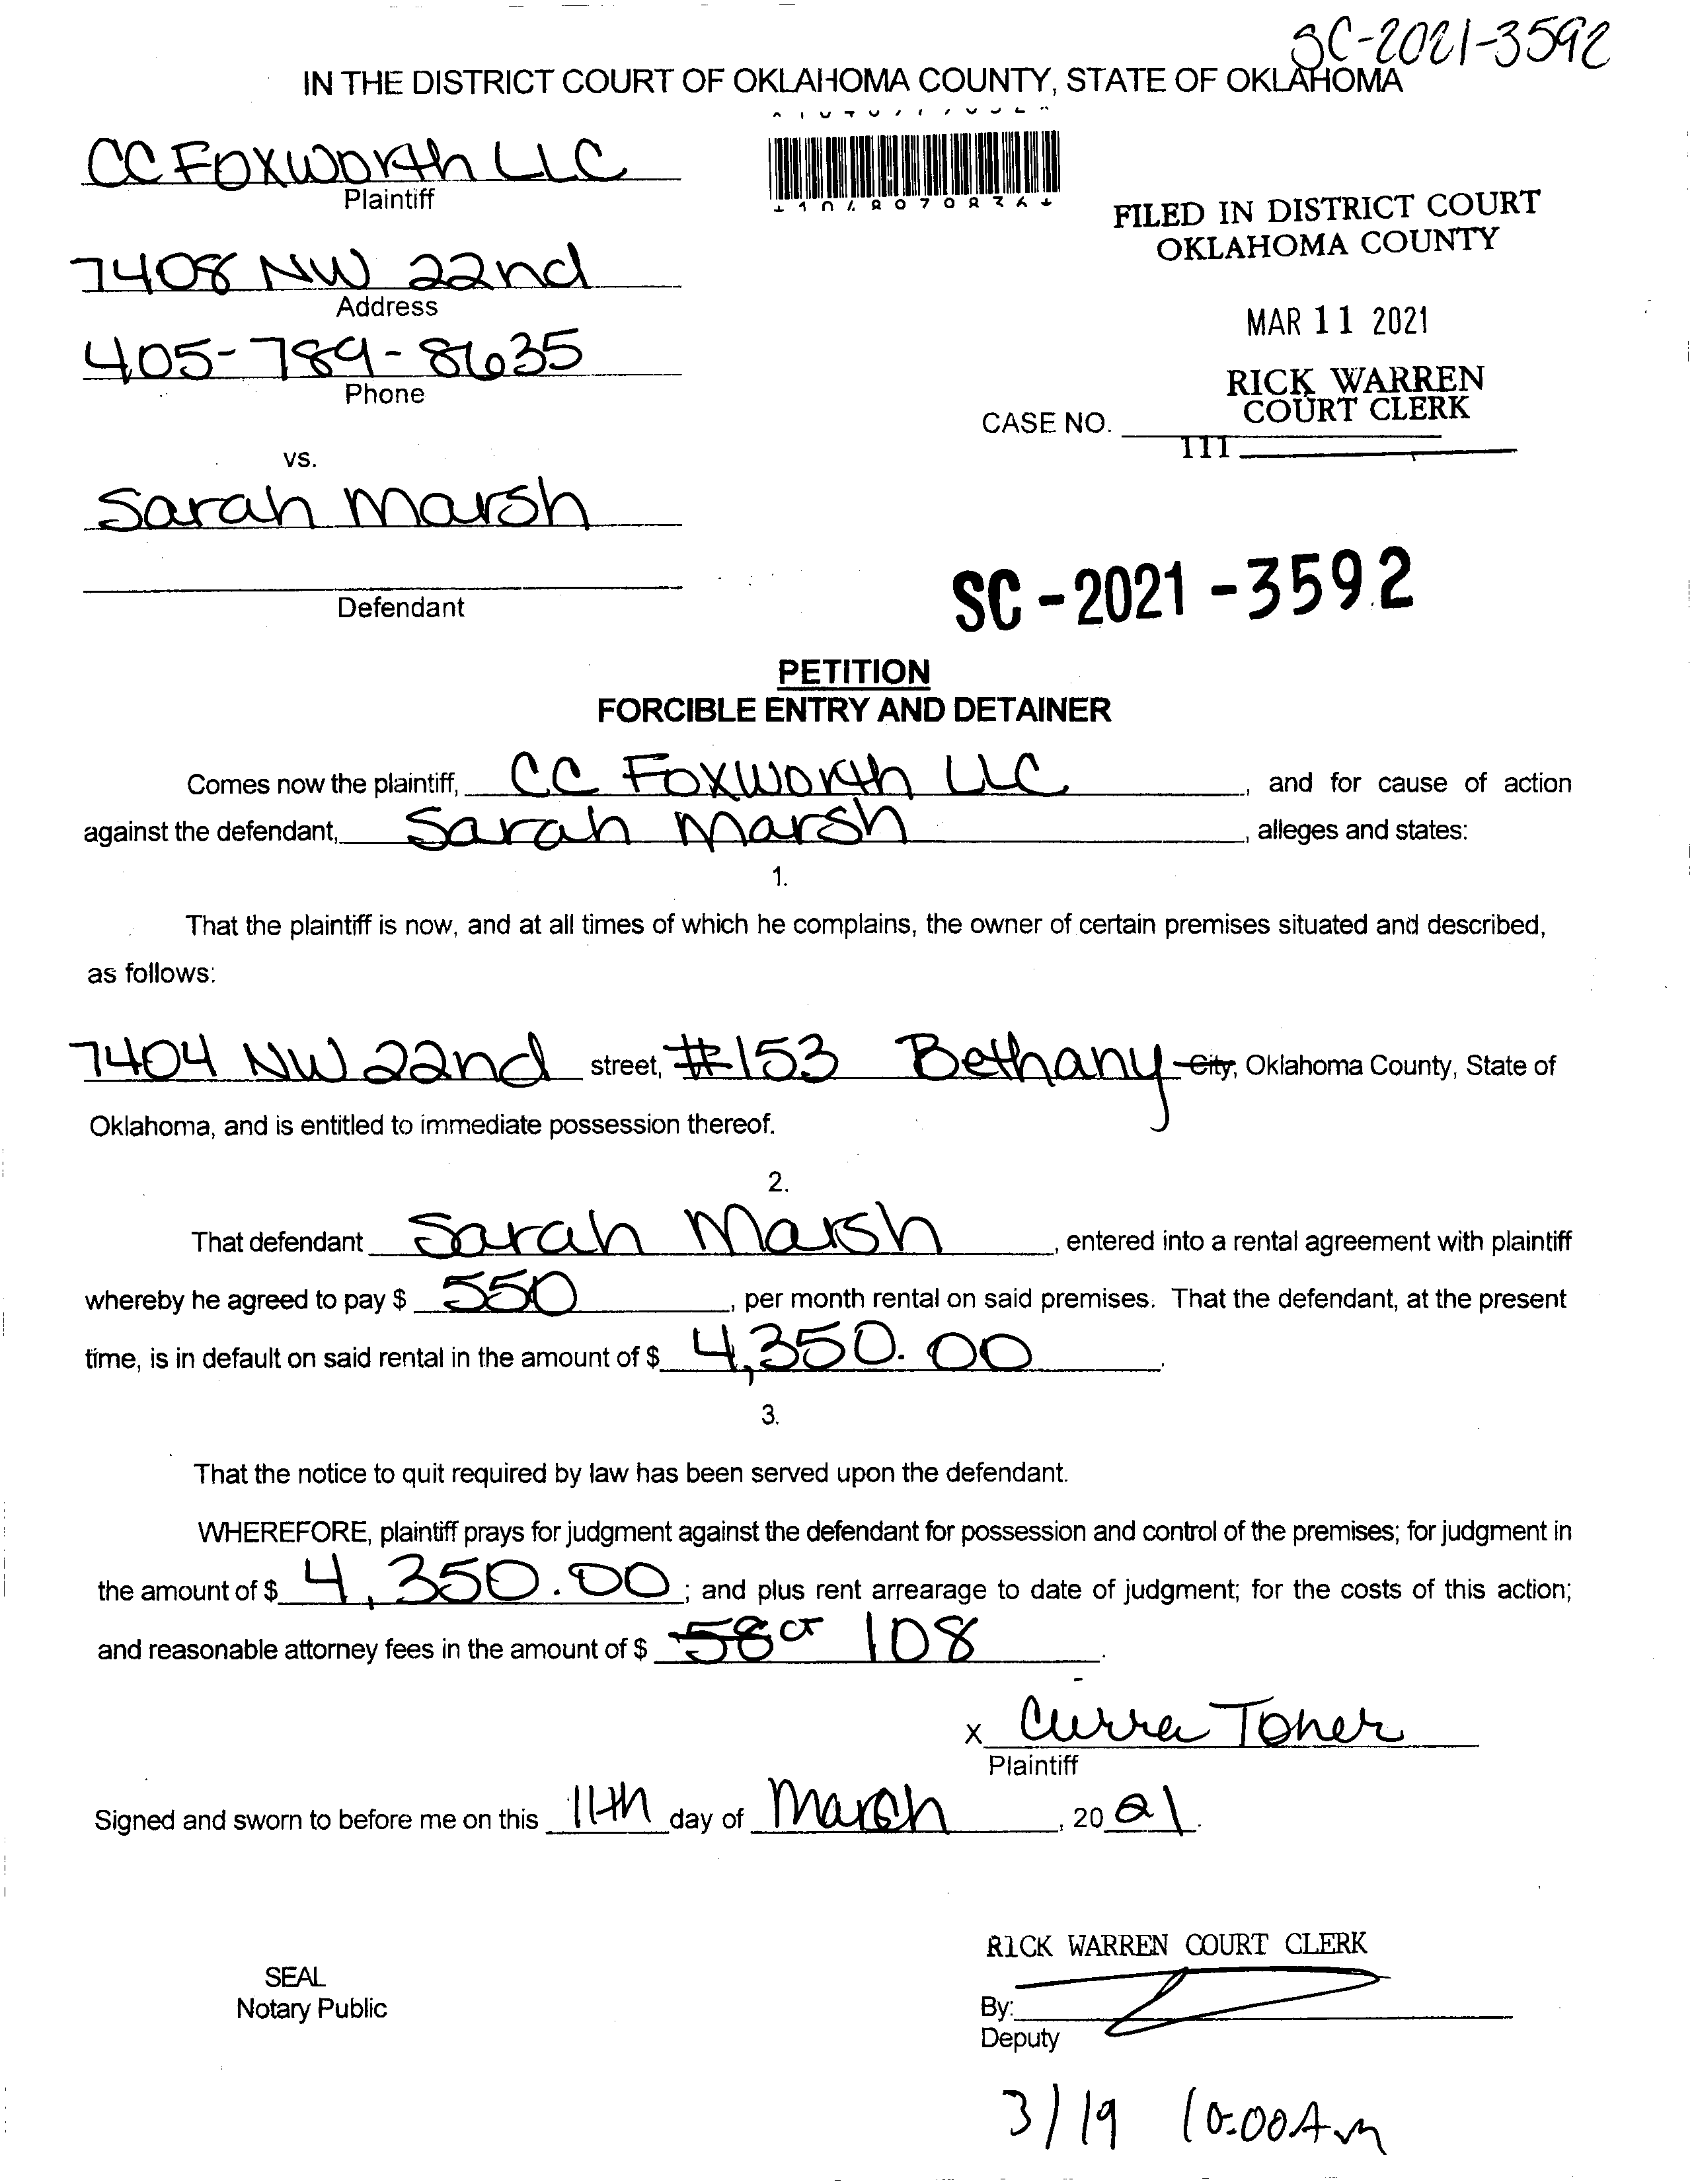 SC-2021-3592
IN THE DISTRICT COURT OF OKLAHOMA COUNTY, STATE OF OKLAHOMA
CC Foxworth LLC
Plaintiff
FILED IN DISTRICT COURT
OKLAHOMA COUNTY
7408 NW 22nd
Address
MAR 11 2021
405-789-8635
Phone
RICK WARREN
COURT CLERK
CASE NO.
111
vs.
Sarah Marsh
Defendant
SC-2021-3592
PETITION
FORCIBLE ENTRY AND DETAINER
Comes now the plaintiff, CC Foxworth LLC, and for cause of action
against the defendant, Sarah Marsh, alleges and states:
1.
That the plaintiff is now, and at all times of which he complains, the owner of certain premises situated and described,
as follows:
7404 NW 22nd street, #153 Bethany City, Oklahoma County, State of
Oklahoma, and is entitled to immediate possession thereof.
2.
That defendant Sarah Marsh, entered into a rental agreement with plaintiff
whereby he agreed to pay $ 550, per month rental on said premises. That the defendant, at the present
time, is in default on said rental in the amount of $ 4,350.00.
3.
That the notice to quit required by law has been served upon the defendant.
WHEREFORE, plaintiff prays for judgment against the defendant for possession and control of the premises; for judgment in
the amount of $ 4,350.00; and plus rent arrearage to date of judgment; for the costs of this action;
and reasonable attorney fees in the amount of $ 58 CT 108.
X Curra Toner
Plaintiff
Signed and sworn to before me on this 11th day of March, 2021.
RICK WARREN COURT CLERK
SEAL
Notary Public
By:
Deputy
3/19 10:00 Am